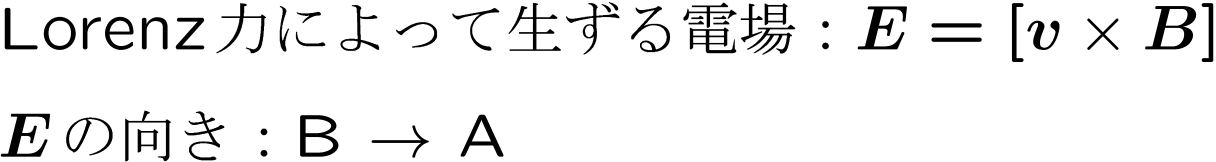 Lorenz力によって生ずる電場：E = [v × B]
Eの向き：B → A